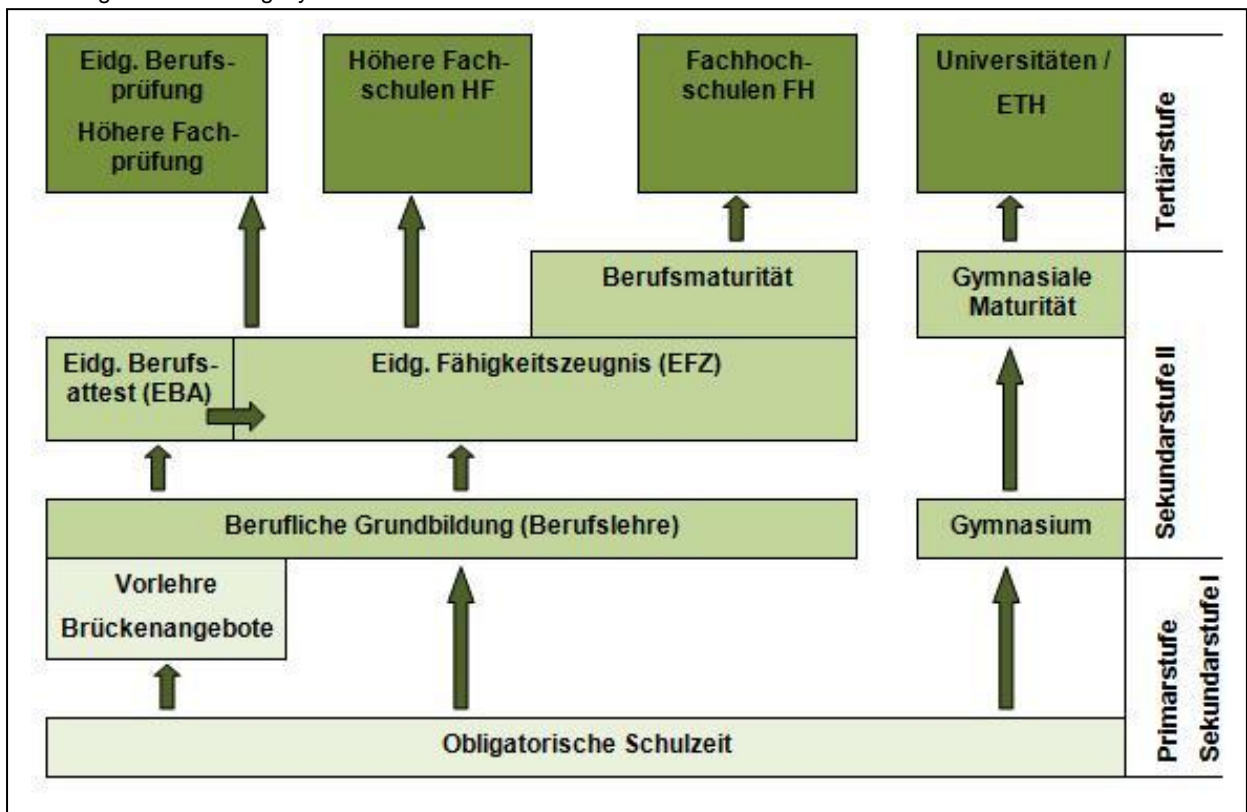 Eidg. Berufs-
prüfung
Höhere Fach-
prüfung
Höhere Fach-
schulen HF
Fachhoch-
schulen FH
Universitäten /
ETH
Tertiärstufe
Berufsmaturität
Gymnasiale
Maturität
Eidg. Berufs-
attest (EBA)
Eidg. Fähigkeitszeugnis (EFZ)
Sekundarstufe II
Berufliche Grundbildung (Berufslehre)
Gymnasium
Vorlehre
Brückenangebote
Primarstufe
Sekundarstufe I
Obligatorische Schulzeit